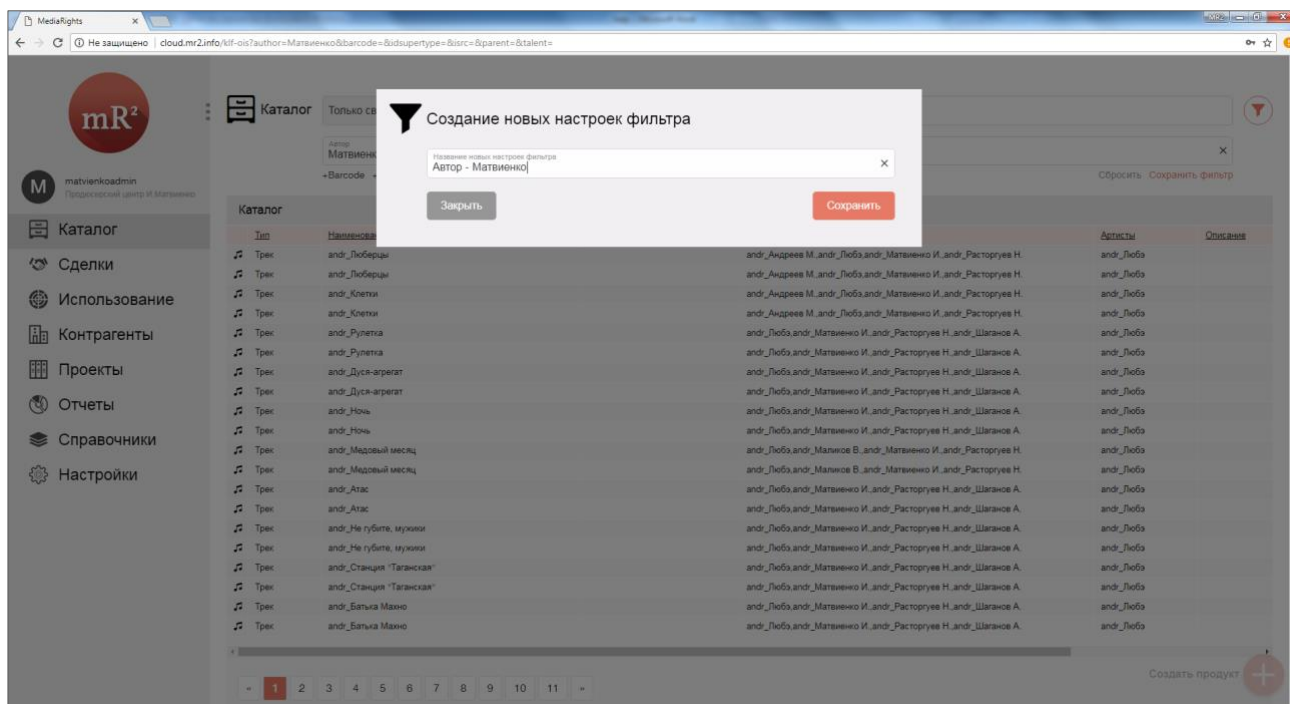 MediaRights
MR2
Не защищено cloud.mr2.info/klf-ois?author=Матвиенко&barcode=&idsupertype=&isrc=&parent=&talent=
mR²
Каталог Только св
Автор
Матвиенк
+Barcode
Сбросить Сохранить фильтр
Создание новых настроек фильтра
Название новых настроек фильтра
Автор - Матвиенко
Закрыть Сохранить
M
matvienkoadmin
Продюсерский центр И.Матвиенко
Каталог
Сделки
Использование
Контрагенты
Проекты
Отчеты
Справочники
Настройки
Каталог
Тип Наименова Артисты Описание
Трек andr_Люберцы andr_Андреев М.,andr_Любэ,andr_Матвиенко И.,andr_Расторгуев Н. andr_Любэ
Трек andr_Люберцы andr_Андреев М.,andr_Любэ,andr_Матвиенко И.,andr_Расторгуев Н. andr_Любэ
Трек andr_Клетки andr_Андреев М.,andr_Любэ,andr_Матвиенко И.,andr_Расторгуев Н. andr_Любэ
Трек andr_Клетки andr_Андреев М.,andr_Любэ,andr_Матвиенко И.,andr_Расторгуев Н. andr_Любэ
Трек andr_Рулетка andr_Любэ,andr_Матвиенко И.,andr_Расторгуев Н.,andr_Шаганов А. andr_Любэ
Трек andr_Рулетка andr_Любэ,andr_Матвиенко И.,andr_Расторгуев Н.,andr_Шаганов А. andr_Любэ
Трек andr_Дуся-агрегат andr_Любэ,andr_Матвиенко И.,andr_Расторгуев Н.,andr_Шаганов А. andr_Любэ
Трек andr_Дуся-агрегат andr_Любэ,andr_Матвиенко И.,andr_Расторгуев Н.,andr_Шаганов А. andr_Любэ
Трек andr_Ночь andr_Любэ,andr_Матвиенко И.,andr_Расторгуев Н.,andr_Шаганов А. andr_Любэ
Трек andr_Ночь andr_Любэ,andr_Матвиенко И.,andr_Расторгуев Н.,andr_Шаганов А. andr_Любэ
Трек andr_Медовый месяц andr_Любэ,andr_Маликов В.,andr_Матвиенко И.,andr_Расторгуев Н. andr_Любэ
Трек andr_Медовый месяц andr_Любэ,andr_Маликов В.,andr_Матвиенко И.,andr_Расторгуев Н. andr_Любэ
Трек andr_Атас andr_Любэ,andr_Матвиенко И.,andr_Расторгуев Н.,andr_Шаганов А. andr_Любэ
Трек andr_Атас andr_Любэ,andr_Матвиенко И.,andr_Расторгуев Н.,andr_Шаганов А. andr_Любэ
Трек andr_Не губите, мужики andr_Любэ,andr_Матвиенко И.,andr_Расторгуев Н.,andr_Шаганов А. andr_Любэ
Трек andr_Не губите, мужики andr_Любэ,andr_Матвиенко И.,andr_Расторгуев Н.,andr_Шаганов А. andr_Любэ
Трек andr_Станция "Таганская" andr_Любэ,andr_Матвиенко И.,andr_Расторгуев Н.,andr_Шаганов А. andr_Любэ
Трек andr_Станция "Таганская" andr_Любэ,andr_Матвиенко И.,andr_Расторгуев Н.,andr_Шаганов А. andr_Любэ
Трек andr_Батька Махно andr_Любэ,andr_Матвиенко И.,andr_Расторгуев Н.,andr_Шаганов А. andr_Любэ
Трек andr_Батька Махно andr_Любэ,andr_Матвиенко И.,andr_Расторгуев Н.,andr_Шаганов А. andr_Любэ
« 1 2 3 4 5 6 7 8 9 10 11 »
Создать продукт